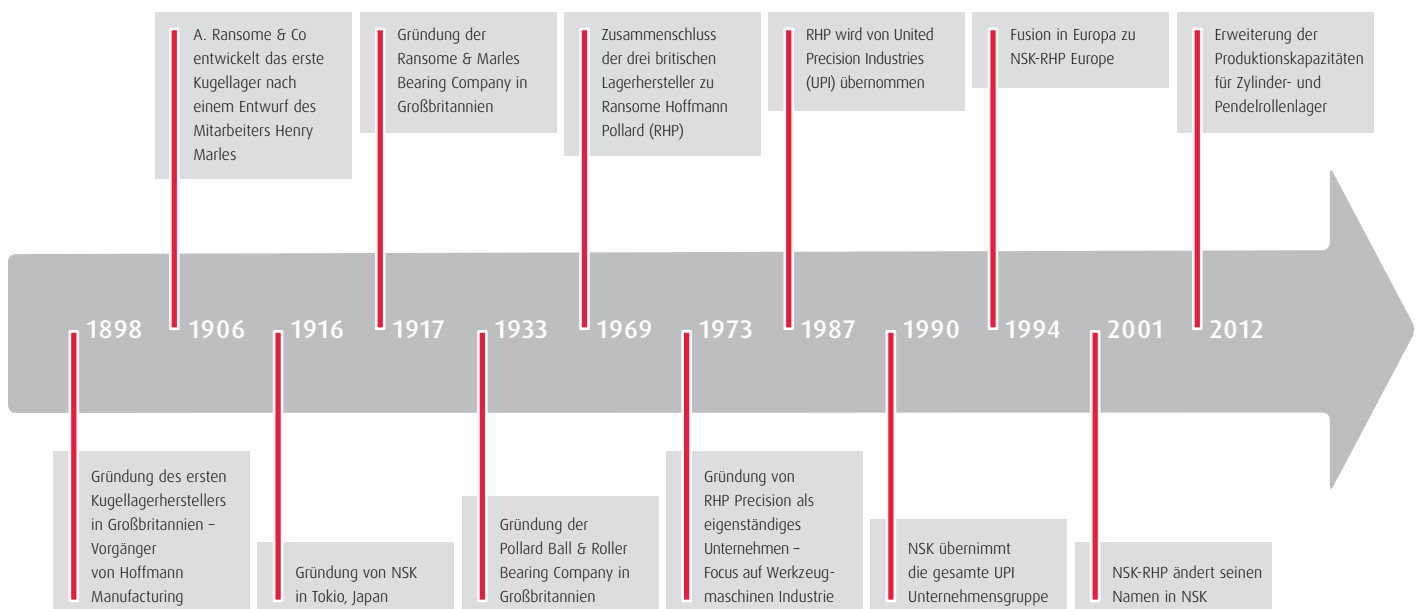 A. Ransome & Co
entwickelt das erste
Kugellager nach
einem Entwurf des
Mitarbeiters Henry
Marles
Gründung der
Ransome & Marles
Bearing Company in
Großbritannien
Zusammenschluss
der drei britischen
Lagerhersteller zu
Ransome Hoffmann
Pollard (RHP)
RHP wird von United
Precision Industries
(UPI) übernommen
Fusion in Europa zu
NSK-RHP Europe
Erweiterung der
Produktionskapazitäten
für Zylinder- und
Pendelrollenlager
1898
1906
1916
1917
1933
1969
1973
1987
1990
1994
2001
2012
Gründung des ersten
Kugellagerherstellers
in Großbritannien –
Vorgänger
von Hoffmann
Manufacturing
Gründung von NSK
in Tokio, Japan
Gründung der
Pollard Ball & Roller
Bearing Company in
Großbritannien
Gründung von
RHP Precision als
eigenständiges
Unternehmen –
Focus auf Werkzeug-
maschinen Industrie
NSK übernimmt
die gesamte UPI
Unternehmensgruppe
NSK-RHP ändert seinen
Namen in NSK